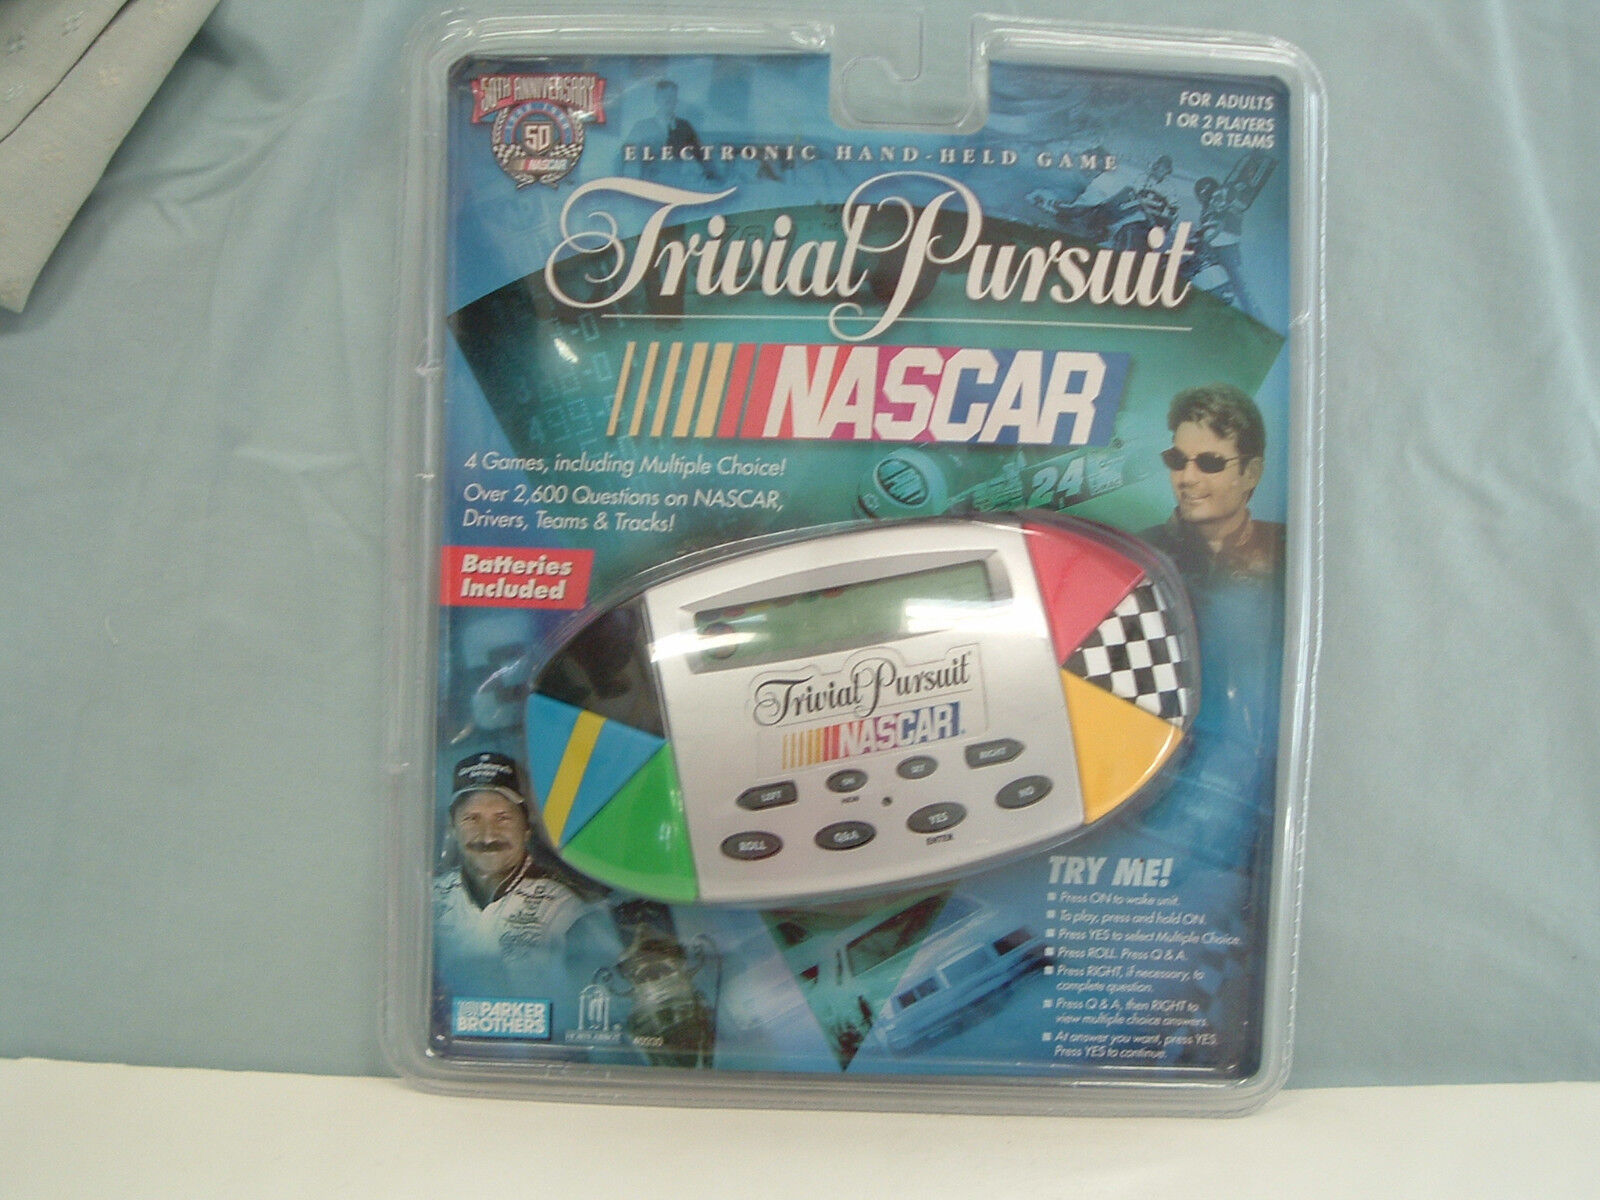 50TH ANNIVERSARY
50
NASCAR
FOR ADULTS
1 OR 2 PLAYERS
OR TEAMS
ELECTRONIC HAND-HELD GAME
Trivial Pursuit
NASCAR
4 Games, including Multiple Choice!
Over 2,600 Questions on NASCAR,
Drivers, Teams & Tracks!
24
Batteries
Included
Trivial Pursuit
NASCAR
LEFT
ON
SET
RIGHT
ROLL
Q&A
YES
NO
ENTER
TRY ME!
Press ON to wake unit.
To play, press and hold ON.
Press YES to select Multiple Choice.
Press ROLL. Press Q & A.
Press RIGHT, if necessary, to
complete question.
Press Q & A, then RIGHT to
view multiple choice answers.
At answer you want, press YES.
Press YES to continue.
PARKER
BROTHERS
HORN ABBOT